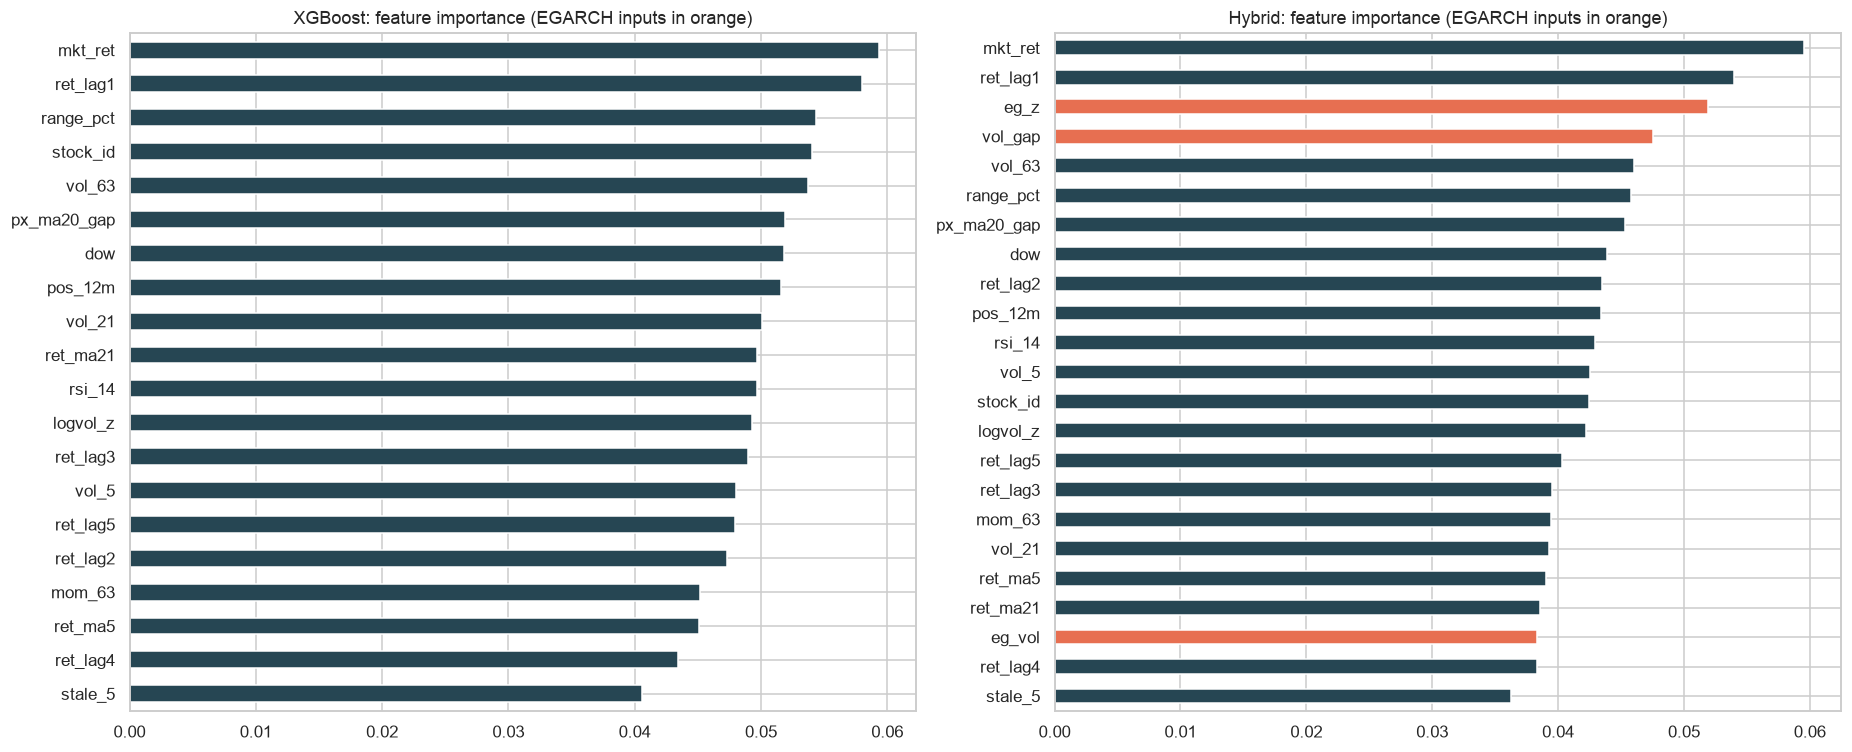 XGBoost: feature importance (EGARCH inputs in orange)
mkt_ret
ret_lag1
range_pct
stock_id
vol_63
px_ma20_gap
dow
pos_12m
vol_21
ret_ma21
rsi_14
logvol_z
ret_lag3
vol_5
ret_lag5
ret_lag2
mom_63
ret_ma5
ret_lag4
stale_5
0.00 0.01 0.02 0.03 0.04 0.05 0.06
Hybrid: feature importance (EGARCH inputs in orange)
mkt_ret
ret_lag1
eg_z
vol_gap
vol_63
range_pct
px_ma20_gap
dow
ret_lag2
pos_12m
rsi_14
vol_5
stock_id
logvol_z
ret_lag5
ret_lag3
mom_63
vol_21
ret_ma5
ret_ma21
eg_vol
ret_lag4
stale_5
0.00 0.01 0.02 0.03 0.04 0.05 0.06